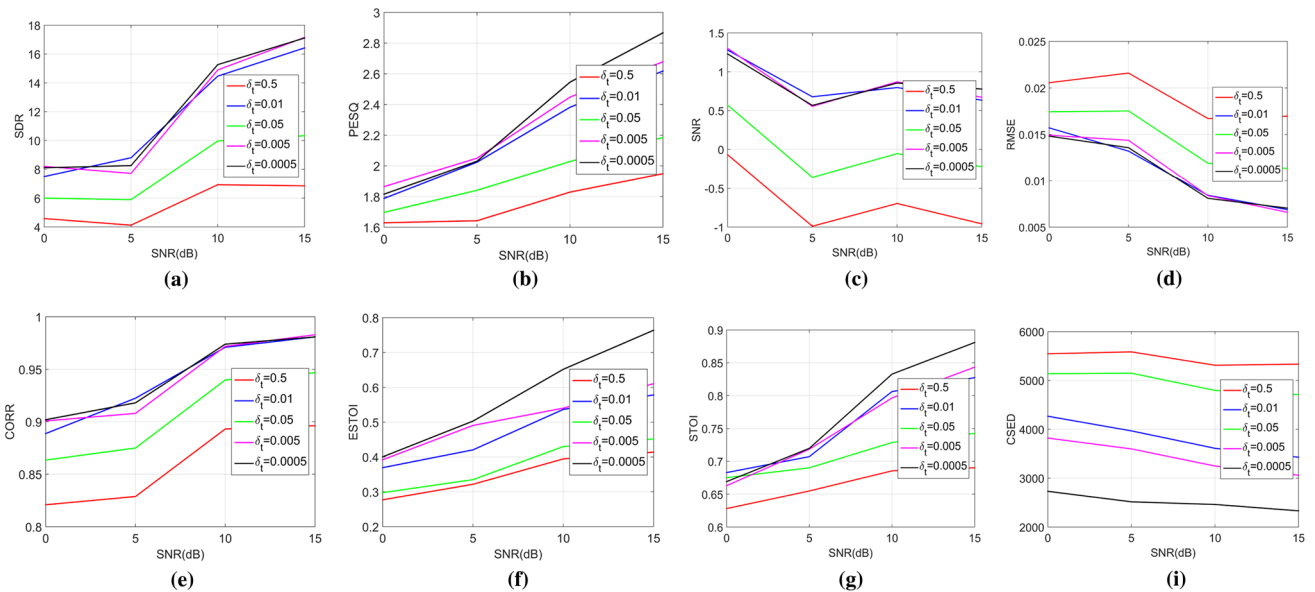 18
16
14
12
10
8
6
4
SDR
0
5
10
15
SNR(dB)
δt=0.5
δt=0.01
δt=0.05
δt=0.005
δt=0.0005
(a)
3
2.8
2.6
2.4
2.2
2
1.8
1.6
PESQ
0
5
10
15
SNR(dB)
δt=0.5
δt=0.01
δt=0.05
δt=0.005
δt=0.0005
(b)
1.5
1
0.5
0
-0.5
-1
SNR
0
5
10
15
SNR(dB)
δt=0.5
δt=0.01
δt=0.05
δt=0.005
δt=0.0005
(c)
0.025
0.02
0.015
0.01
0.005
RMSE
0
5
10
15
SNR(dB)
δt=0.5
δt=0.01
δt=0.05
δt=0.005
δt=0.0005
(d)
1
0.95
0.9
0.85
0.8
CORR
0
5
10
15
SNR(dB)
δt=0.5
δt=0.01
δt=0.05
δt=0.005
δt=0.0005
(e)
0.8
0.7
0.6
0.5
0.4
0.3
0.2
ESTOI
0
5
10
15
SNR(dB)
δt=0.5
δt=0.01
δt=0.05
δt=0.005
δt=0.0005
(f)
0.9
0.85
0.8
0.75
0.7
0.65
0.6
STOI
0
5
10
15
SNR(dB)
δt=0.5
δt=0.01
δt=0.05
δt=0.005
δt=0.0005
(g)
6000
5000
4000
3000
2000
CSED
0
5
10
15
SNR(dB)
δt=0.5
δt=0.01
δt=0.05
δt=0.005
δt=0.0005
(i)